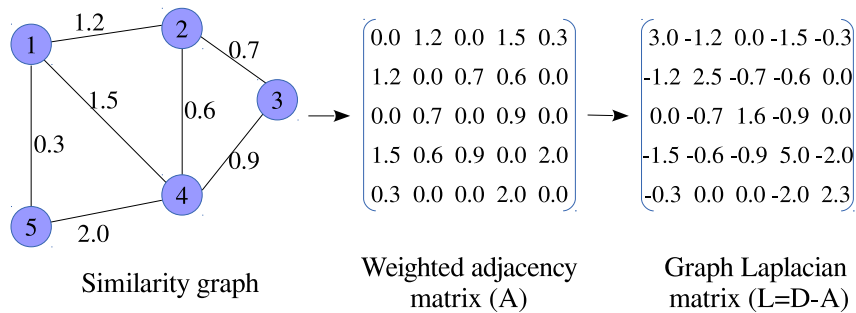 1
1.2
2
0.7
3
1.5
0.6
0.3
0.9
4
5
2.0
Similarity graph
0.0 1.2 0.0 1.5 0.3
1.2 0.0 0.7 0.6 0.0
0.0 0.7 0.0 0.9 0.0
1.5 0.6 0.9 0.0 2.0
0.3 0.0 0.0 2.0 0.0
Weighted adjacency
matrix (A)
3.0 -1.2 0.0 -1.5 -0.3
-1.2 2.5 -0.7 -0.6 0.0
0.0 -0.7 1.6 -0.9 0.0
-1.5 -0.6 -0.9 5.0 -2.0
-0.3 0.0 0.0 -2.0 2.3
Graph Laplacian
matrix (L=D-A)